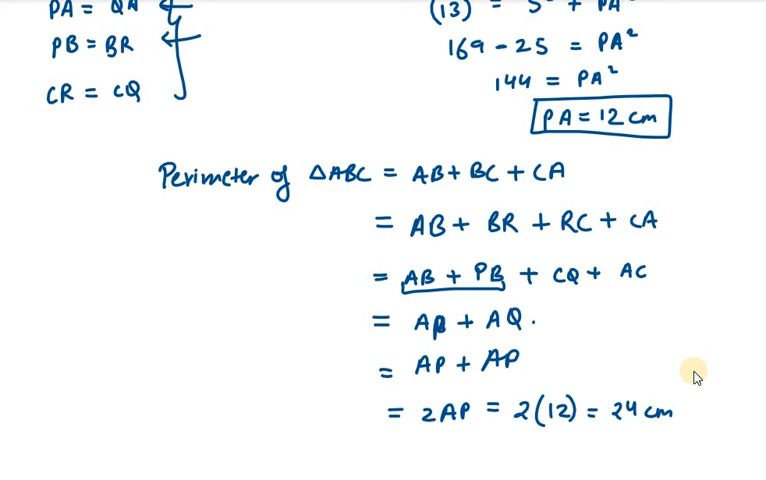 PA = QA
PB = BR
CR = CQ
(13) = 5² + PA
169 - 25 = PA²
144 = PA²
PA = 12 cm
Perimeter of △ABC = AB + BC + CA
= AB + BR + RC + CA
= AB + PB + CQ + AC
= AP + AQ.
= AP + AP
= 2AP = 2(12) = 24 cm